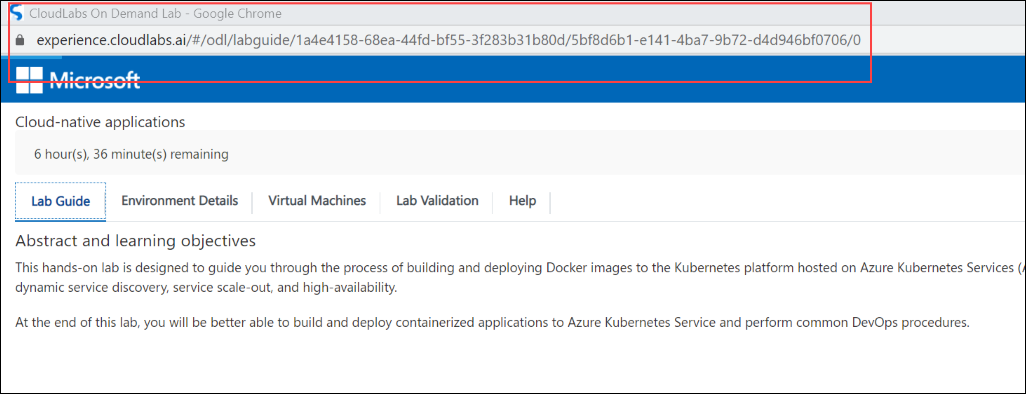 CloudLabs On Demand Lab - Google Chrome
experience.cloudlabs.ai/#/odl/labguide/1a4e4158-68ea-44fd-bf55-3f283b31b80d/5bf8d6b1-e141-4ba7-9b72-d4d946bf0706/0
Microsoft
Cloud-native applications
6 hour(s), 36 minute(s) remaining
Lab Guide Environment Details Virtual Machines Lab Validation Help
Abstract and learning objectives
This hands-on lab is designed to guide you through the process of building and deploying Docker images to the Kubernetes platform hosted on Azure Kubernetes Services (
dynamic service discovery, service scale-out, and high-availability.
At the end of this lab, you will be better able to build and deploy containerized applications to Azure Kubernetes Service and perform common DevOps procedures.